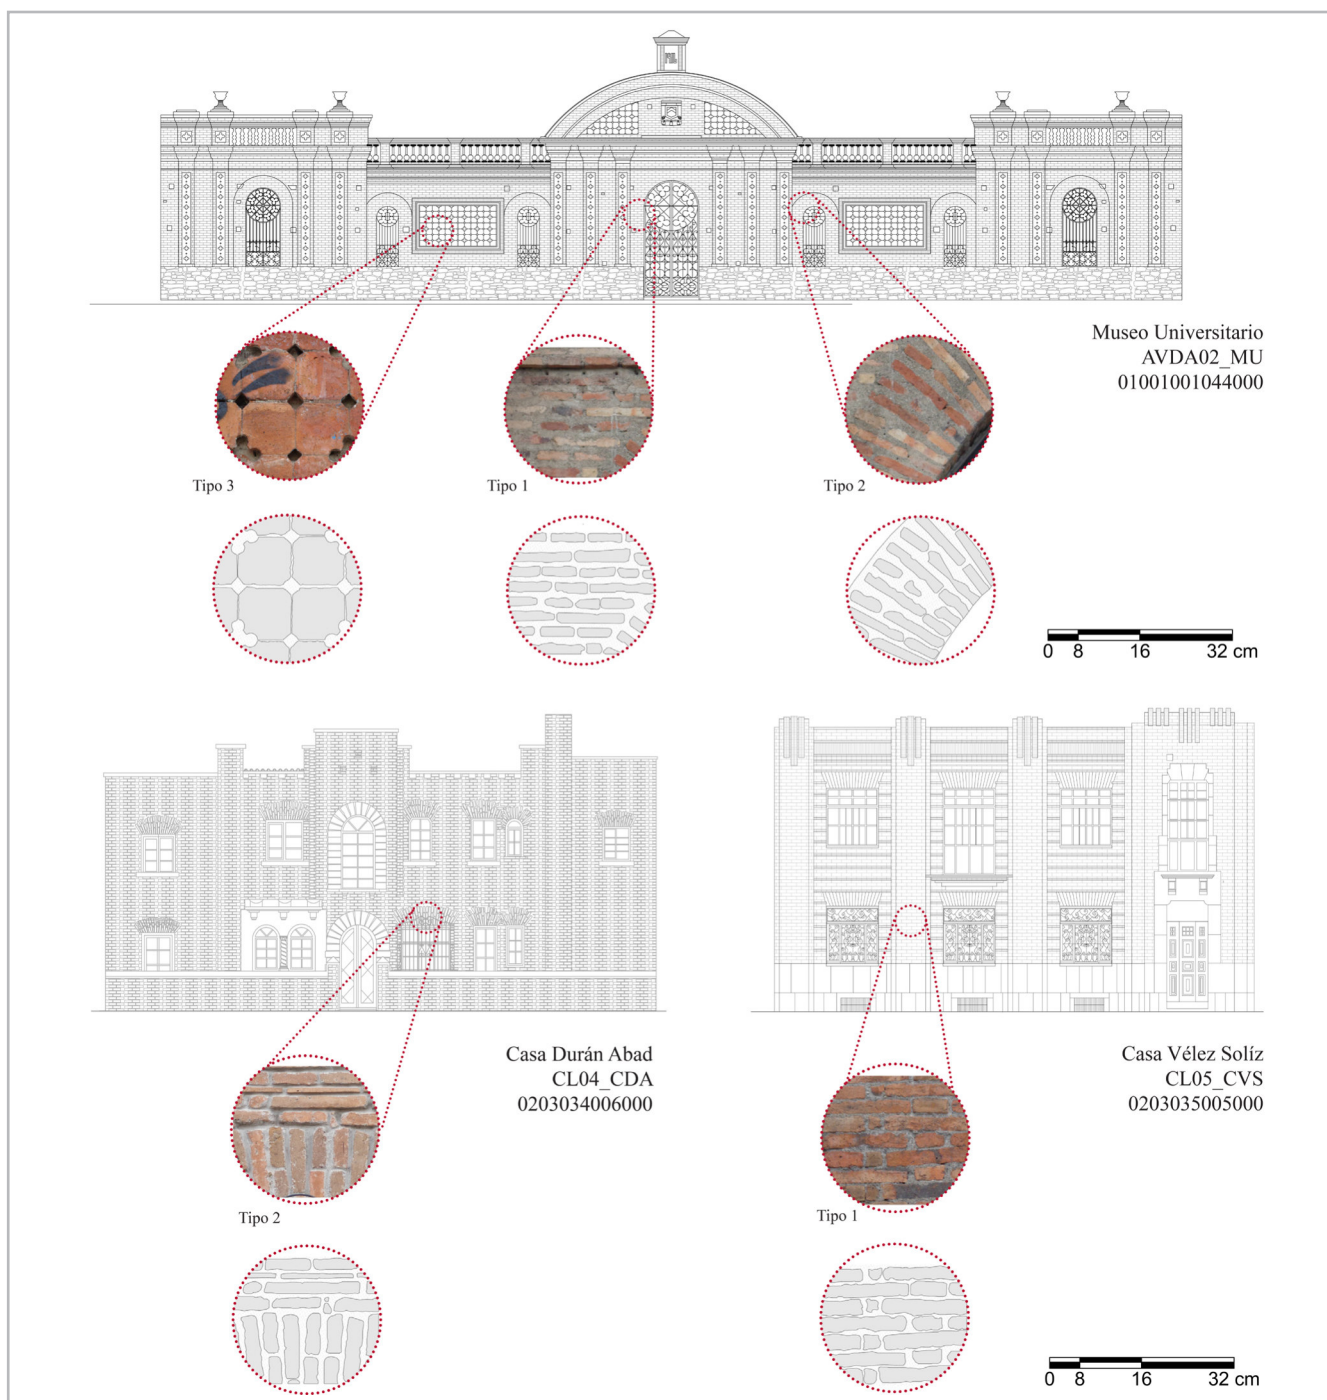 Museo Universitario
AVDA02_MU
01001001044000
Tipo 3
Tipo 1
Tipo 2
0 8 16 32 cm
Casa Durán Abad
CL04_CDA
0203034006000
Casa Vélez Solíz
CL05_CVS
0203035005000
Tipo 2
Tipo 1
0 8 16 32 cm